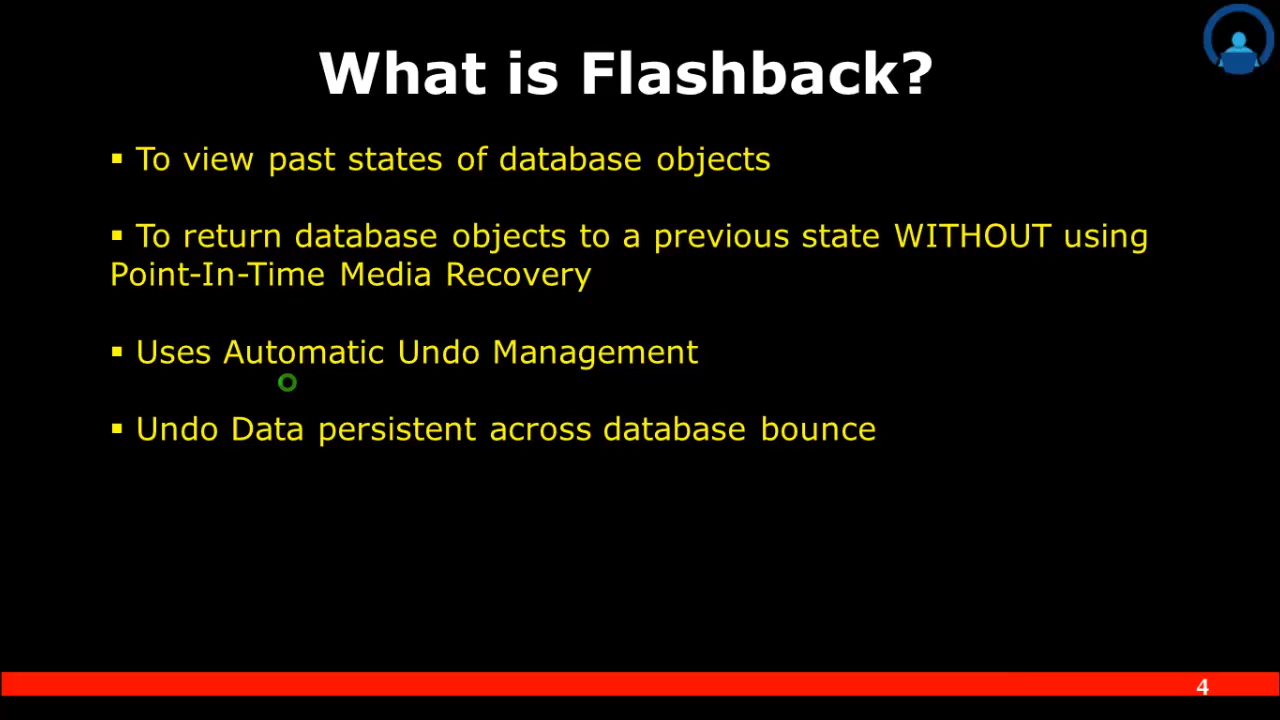 What is Flashback?
▪ To view past states of database objects
▪ To return database objects to a previous state WITHOUT using
Point-In-Time Media Recovery
▪ Uses Automatic Undo Management
▪ Undo Data persistent across database bounce
4